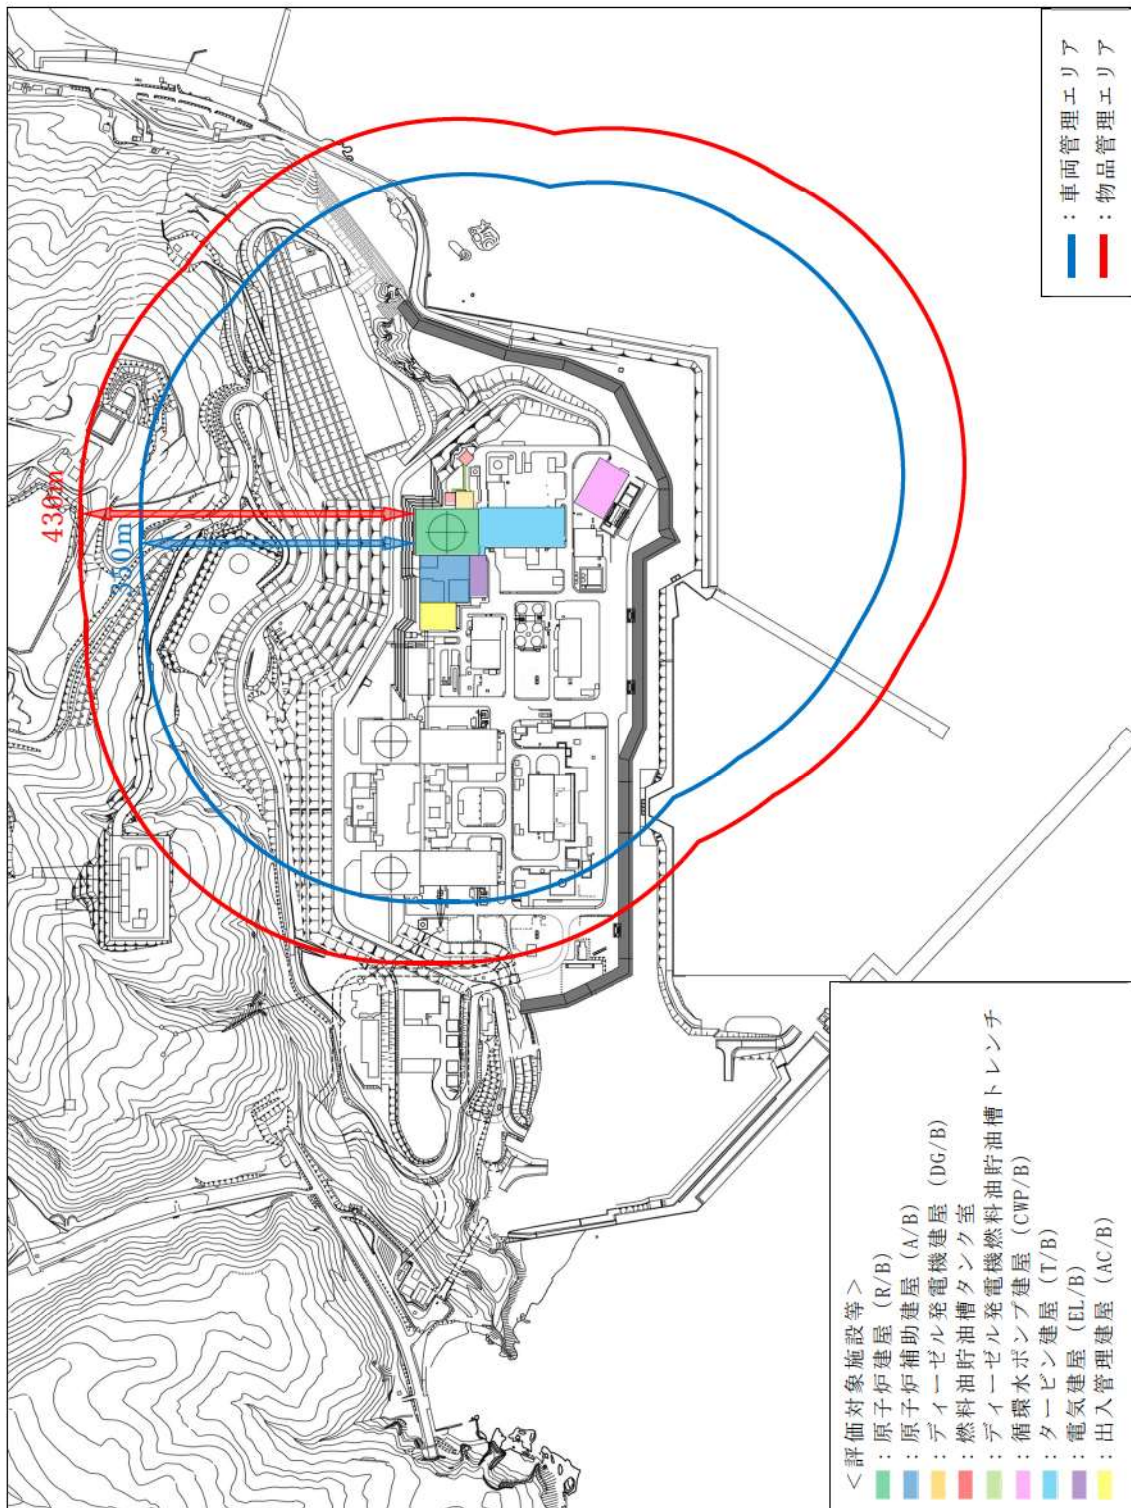 ：車両管理エリア
：物品管理エリア
430m
350m
＜評価対象施設等＞
：原子炉建屋（R/B）
：原子炉補助建屋（A/B）
：ディーゼル発電機建屋（DG/B）
：燃料油貯油槽タンク室
：ディーゼル発電機燃料油貯油槽トレンチ
：循環水ポンプ建屋（CWP/B）
：タービン建屋（T/B）
：電気建屋（EL/B）
：出入管理建屋（AC/B）